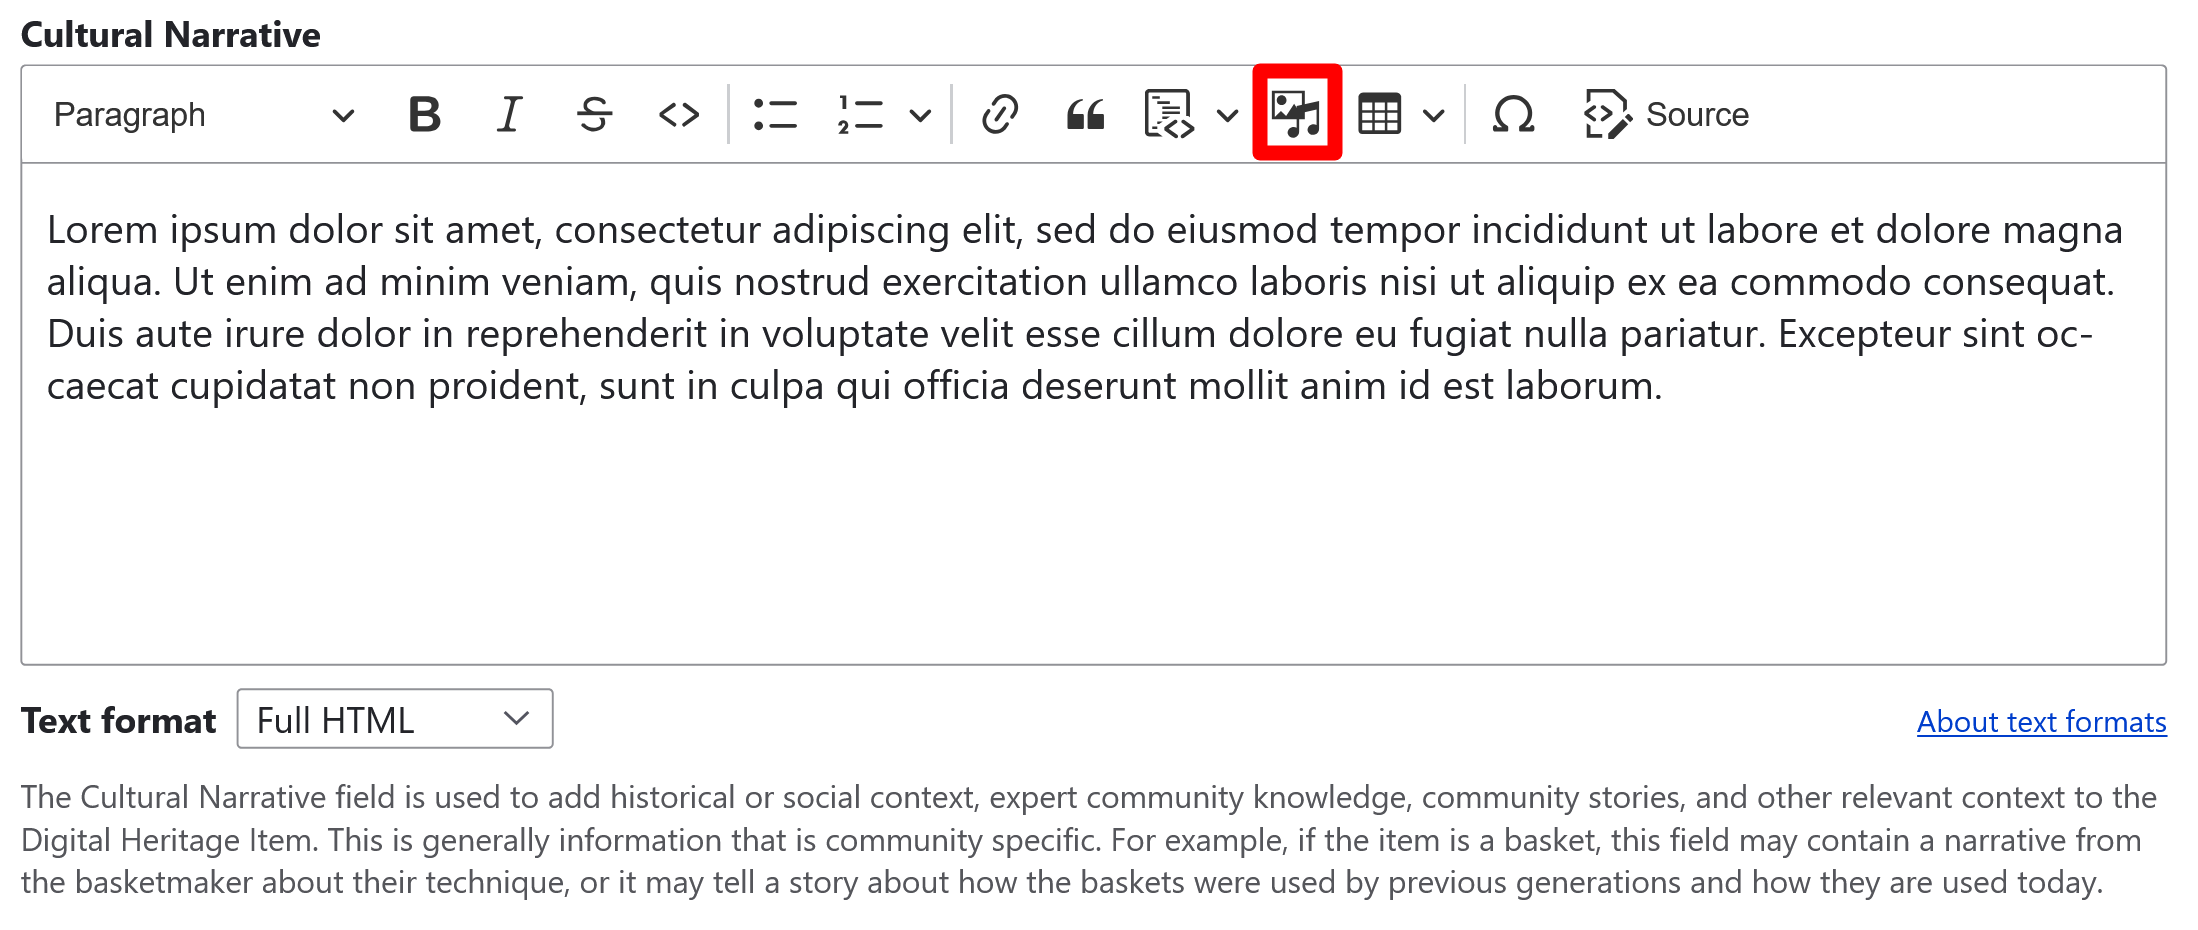 Cultural Narrative
Paragraph B I S 1 2 Ω Source
Lorem ipsum dolor sit amet, consectetur adipiscing elit, sed do eiusmod tempor incididunt ut labore et dolore magna
aliqua. Ut enim ad minim veniam, quis nostrud exercitation ullamco laboris nisi ut aliquip ex ea commodo consequat.
Duis aute irure dolor in reprehenderit in voluptate velit esse cillum dolore eu fugiat nulla pariatur. Excepteur sint oc-
caecat cupidatat non proident, sunt in culpa qui officia deserunt mollit anim id est laborum.
Text format Full HTML About text formats
The Cultural Narrative field is used to add historical or social context, expert community knowledge, community stories, and other relevant context to the
Digital Heritage Item. This is generally information that is community specific. For example, if the item is a basket, this field may contain a narrative from
the basketmaker about their technique, or it may tell a story about how the baskets were used by previous generations and how they are used today.